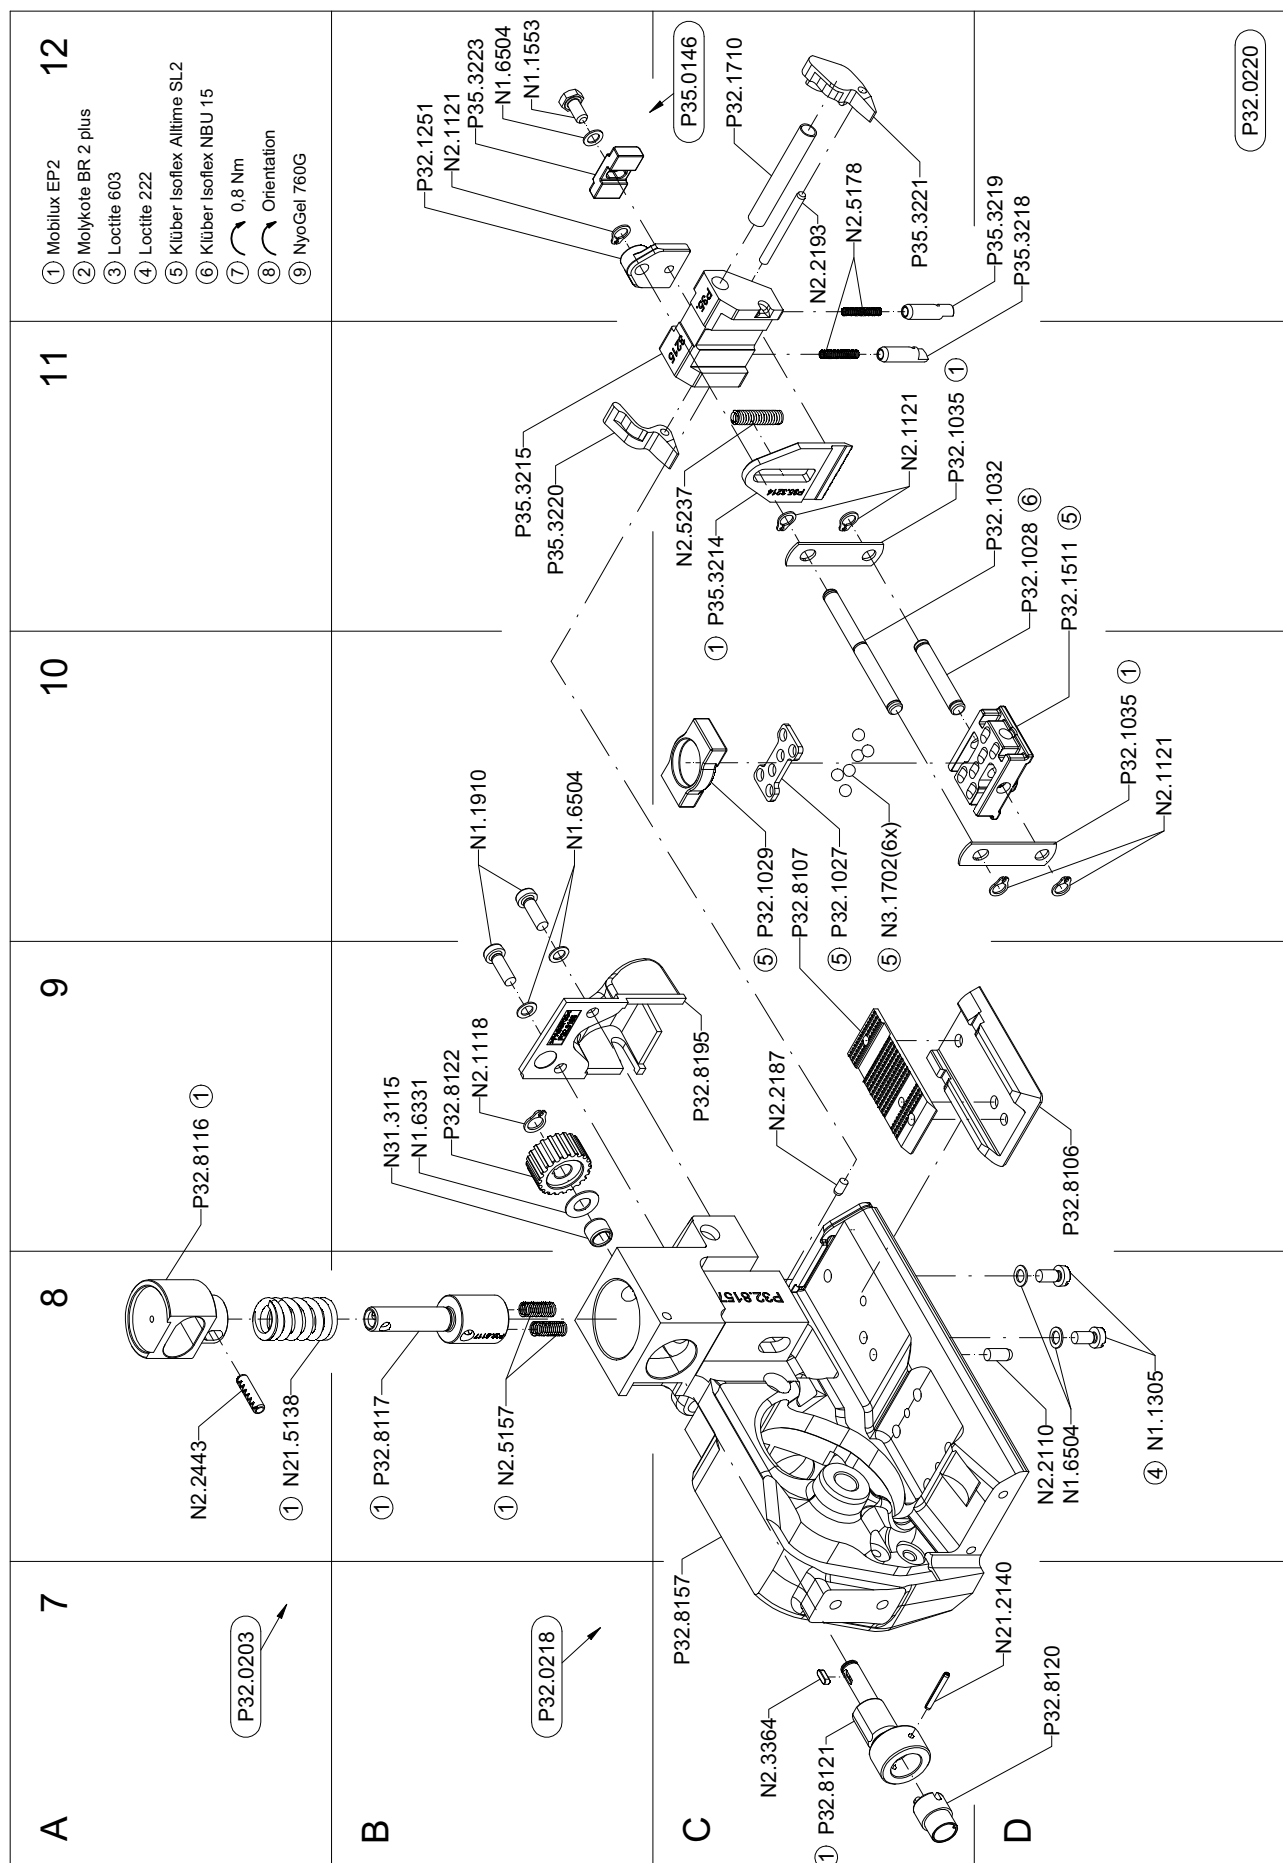 12
① Mobilux EP2
② Molykote BR 2 plus
③ Loctite 603
④ Loctite 222
⑤ Klüber Isoflex Alltime SL2
⑥ Klüber Isoflex NBU 15
⑦ 0,8 Nm
⑧ Orientation
⑨ NyoGel 760G
11
10
9
8
7
A
B
C
D
P32.0203
P32.8116 ①
N2.2443
① N21.5138
① P32.8117
P32.8117
① N2.5157
P32.0218
N31.3115
N1.6331
P32.8122
N2.1118
N1.1910
N1.6504
P32.8195
P35.3215
P35.3220
P32.1251
N2.1121
P35.3223
N1.6504
N1.1553
P35.0146
P32.1710
P35.
3215
N2.2193
N2.5178
P35.3221
P35.3219
P35.3218
N2.5237
① P35.3214
P35.3214
N2.1121
P32.1035 ①
P32.1032
P32.1028 ⑥
P32.1511 ⑤
P32.1035 ①
N2.1121
⑤ P32.1029
P32.8107
⑤ P32.1027
⑤ N3.1702(6x)
N2.2187
P32.8106
P32.8157
P32.8157
N2.2110
N1.6504
④ N1.1305
N21.2140
N2.3364
① P32.8121
P32.8120
P32.0220